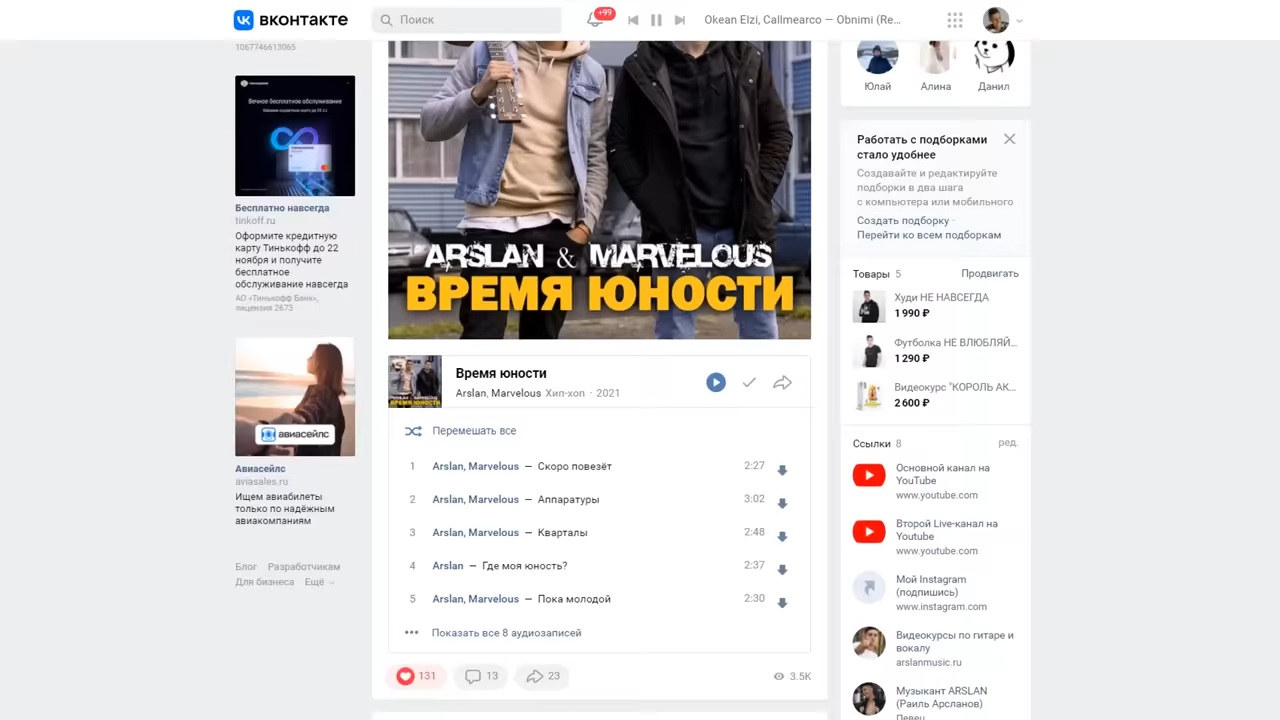 вконтакте
Поиск
+99
Okean Elzi, Callmearco — Obnimi (Re...
1067746613065
Вечное бесплатное обслуживание
Бесплатно навсегда
tinkoff.ru
Оформите кредитную
карту Тинькофф до 22
ноября и получите
бесплатное
обслуживание навсегда
АО «Тинькофф Банк»,
лицензия 2673
авиасейлс
Авиасейлс
aviasales.ru
Ищем авиабилеты
только по надёжным
авиакомпаниям
Блог Разработчикам
Для бизнеса Ещё
ARSLAN & MARVELOUS
ВРЕМЯ ЮНОСТИ
Время юности
Arslan, Marvelous Хип-хоп · 2021
Перемешать все
1 Arslan, Marvelous — Скоро повезёт 2:27
2 Arslan, Marvelous — Аппаратуры 3:02
3 Arslan, Marvelous — Кварталы 2:48
4 Arslan — Где моя юность? 2:37
5 Arslan, Marvelous — Пока молодой 2:30
Показать все 8 аудиозаписей
131 13 23 3.5K
Юлай Алина Данил
Работать с подборками
стало удобнее
Создавайте и редактируйте
подборки в два шага
с компьютера или мобильного
Создать подборку ·
Перейти ко всем подборкам
Товары 5 Продвигать
Худи НЕ НАВСЕГДА
1 990 ₽
Футболка НЕ ВЛЮБЛЯЙ...
1 290 ₽
Видеокурс "КОРОЛЬ АК...
2 600 ₽
Ссылки 8 ред.
Основной канал на
YouTube
www.youtube.com
Второй Live-канал на
Youtube
www.youtube.com
Мой Instagram
(подпишись)
www.instagram.com
Видеокурсы по гитаре и
вокалу
arslanmusic.ru
Музыкант ARSLAN
(Раиль Арсланов)
Певец